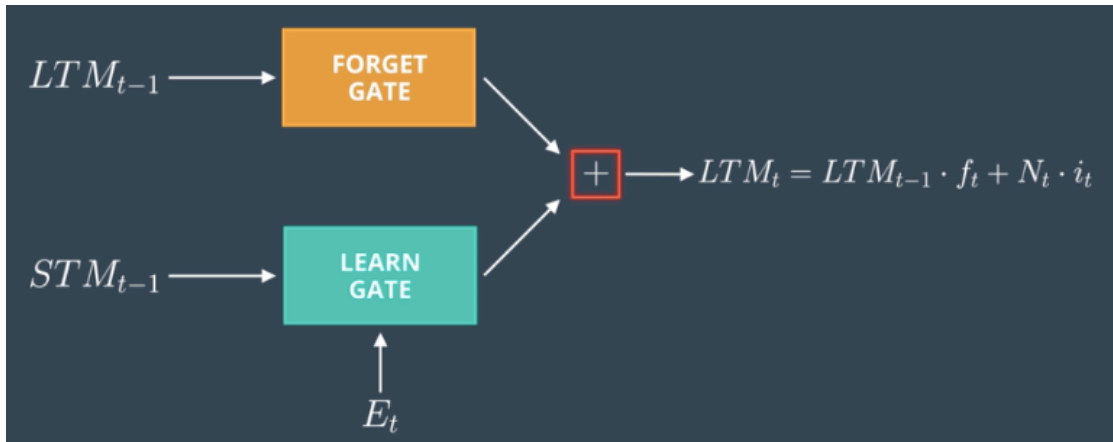 LTM_{t−1}
FORGET
GATE
+
LTM_t = LTM_{t−1} · f_t + N_t · i_t
STM_{t−1}
LEARN
GATE
E_t